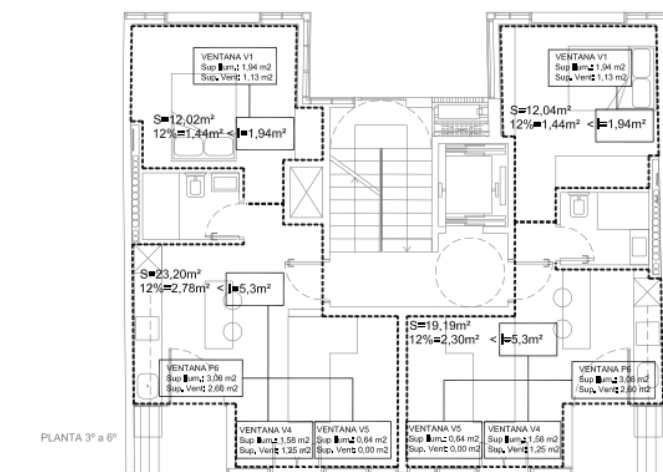 VENTANA V1
Sup Ilum.: 1,94 m2
Sup. Vent: 1,13 m2
S=12,02m²
12%=1,44m² < I=1,94m²
VENTANA V1
Sup Ilum.: 1,94 m2
Sup. Vent: 1,13 m2
S=12,04m²
12%=1,44m² < I=1,94m²
S=23,20m²
12%=2,78m² < I=5,3m²
S=19,19m²
12%=2,30m² < I=5,3m²
VENTANA P6
Sup Ilum.: 3,08 m2
Sup. Vent: 2,60 m2
VENTANA P6
Sup Ilum.: 3,08 m2
Sup. Vent: 2,60 m2
VENTANA V4
Sup Ilum.: 1,58 m2
Sup. Vent: 1,25 m2
VENTANA V5
Sup Ilum.: 0,64 m2
Sup. Vent: 0,00 m2
VENTANA V5
Sup Ilum.: 0,64 m2
Sup. Vent: 0,00 m2
VENTANA V4
Sup Ilum.: 1,58 m2
Sup. Vent: 1,25 m2
PLANTA 3º a 6º